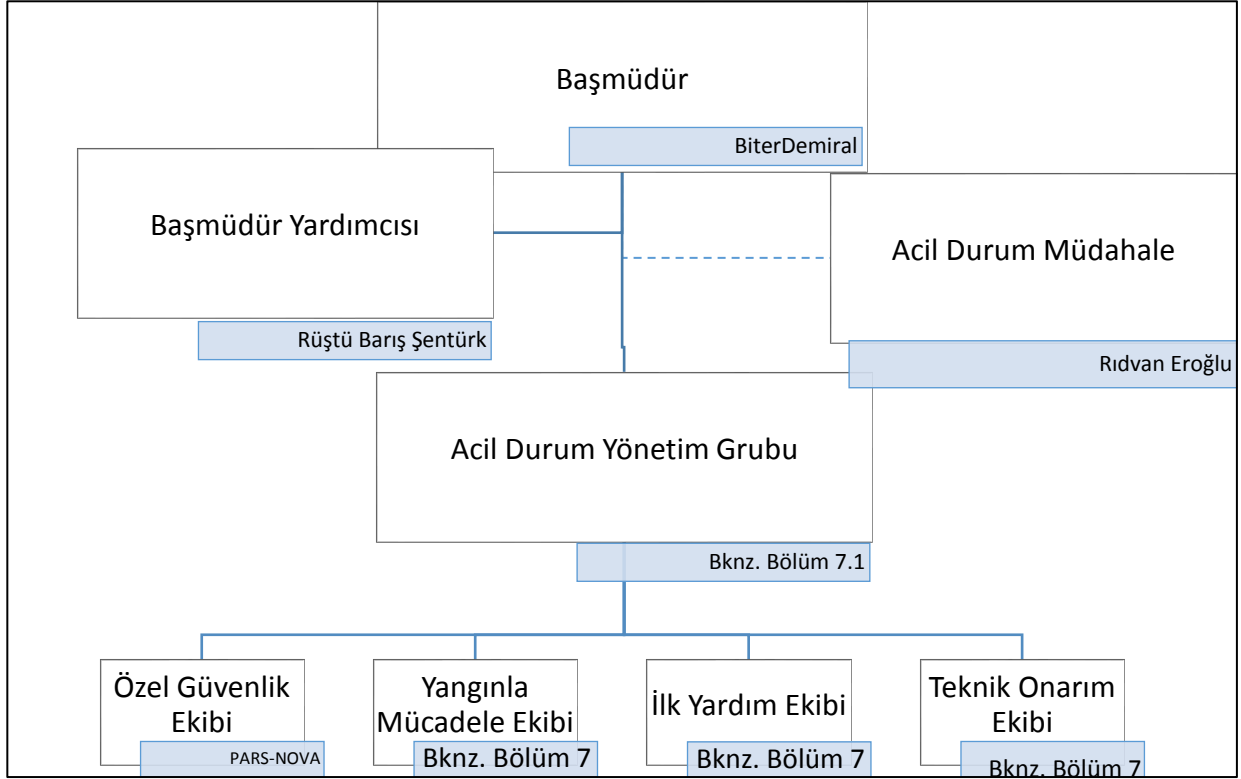 Başmüdür
BiterDemiral
Başmüdür Yardımcısı
Rüştü Barış Şentürk
Acil Durum Müdahale
Rıdvan Eroğlu
Acil Durum Yönetim Grubu
Bknz. Bölüm 7.1
Özel Güvenlik
Ekibi
PARS-NOVA
Yangınla
Mücadele Ekibi
Bknz. Bölüm 7
İlk Yardım Ekibi
Bknz. Bölüm 7
Teknik Onarım
Ekibi
Bknz. Bölüm 7